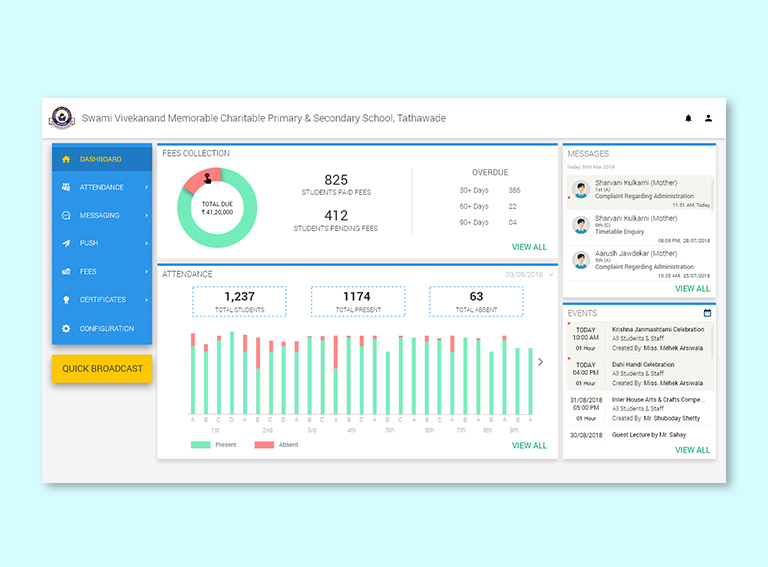 Swami Vivekanand Memorable Charitable Primary & Secondary School, Tathawade
DASHBOARD
ATTENDANCE
MESSAGING
PUSH
FEES
CERTIFICATES
CONFIGURATION
QUICK BROADCAST
FEES COLLECTION
TOTAL DUE
₹ 41,20,000
825
STUDENTS PAID FEES
412
STUDENTS PENDING FEES
OVERDUE
30+ Days 386
60+ Days 22
90+ Days 04
VIEW ALL
ATTENDANCE
03/09/2018
1,237
TOTAL STUDENTS
1174
TOTAL PRESENT
63
TOTAL ABSENT
A B C D A B C D A B C A B C A B C A B C A B C A B C A B A
1st 2nd 3rd 4th 5th 6th 7th 8th 9th
Present Absent
VIEW ALL
MESSAGES
Today 30th Mar 2018
Sharvani Kulkarni (Mother)
1st (A)
Complaint Regarding Administration
11:51 AM, Today
Sharvani Kulkarni (Mother)
9th (C)
Timetable Enquiry
08:06 PM, 28/07/2018
Aarush Jawdekar (Mother)
5th (A)
Complaint Regarding Administration
10:35 AM, 25/07/2018
VIEW ALL
EVENTS
TODAY
10:00 AM
01 Hour
Krishna Janmashtami Celebration
All Students & Staff
Created By: Miss. Mehek Arsiwala
TODAY
04:00 PM
01 Hour
Dahi Handi Celebration
All Students & Staff
Created By: Miss. Mehek Arsiwala
31/08/2018
05:00 PM
01 Hour
Inter House Arts & Crafts Compe...
All Students & Staff
Created By: Mr. Shuboday Shetty
30/08/2018
Guest Lecture by Mr. Sahay
VIEW ALL